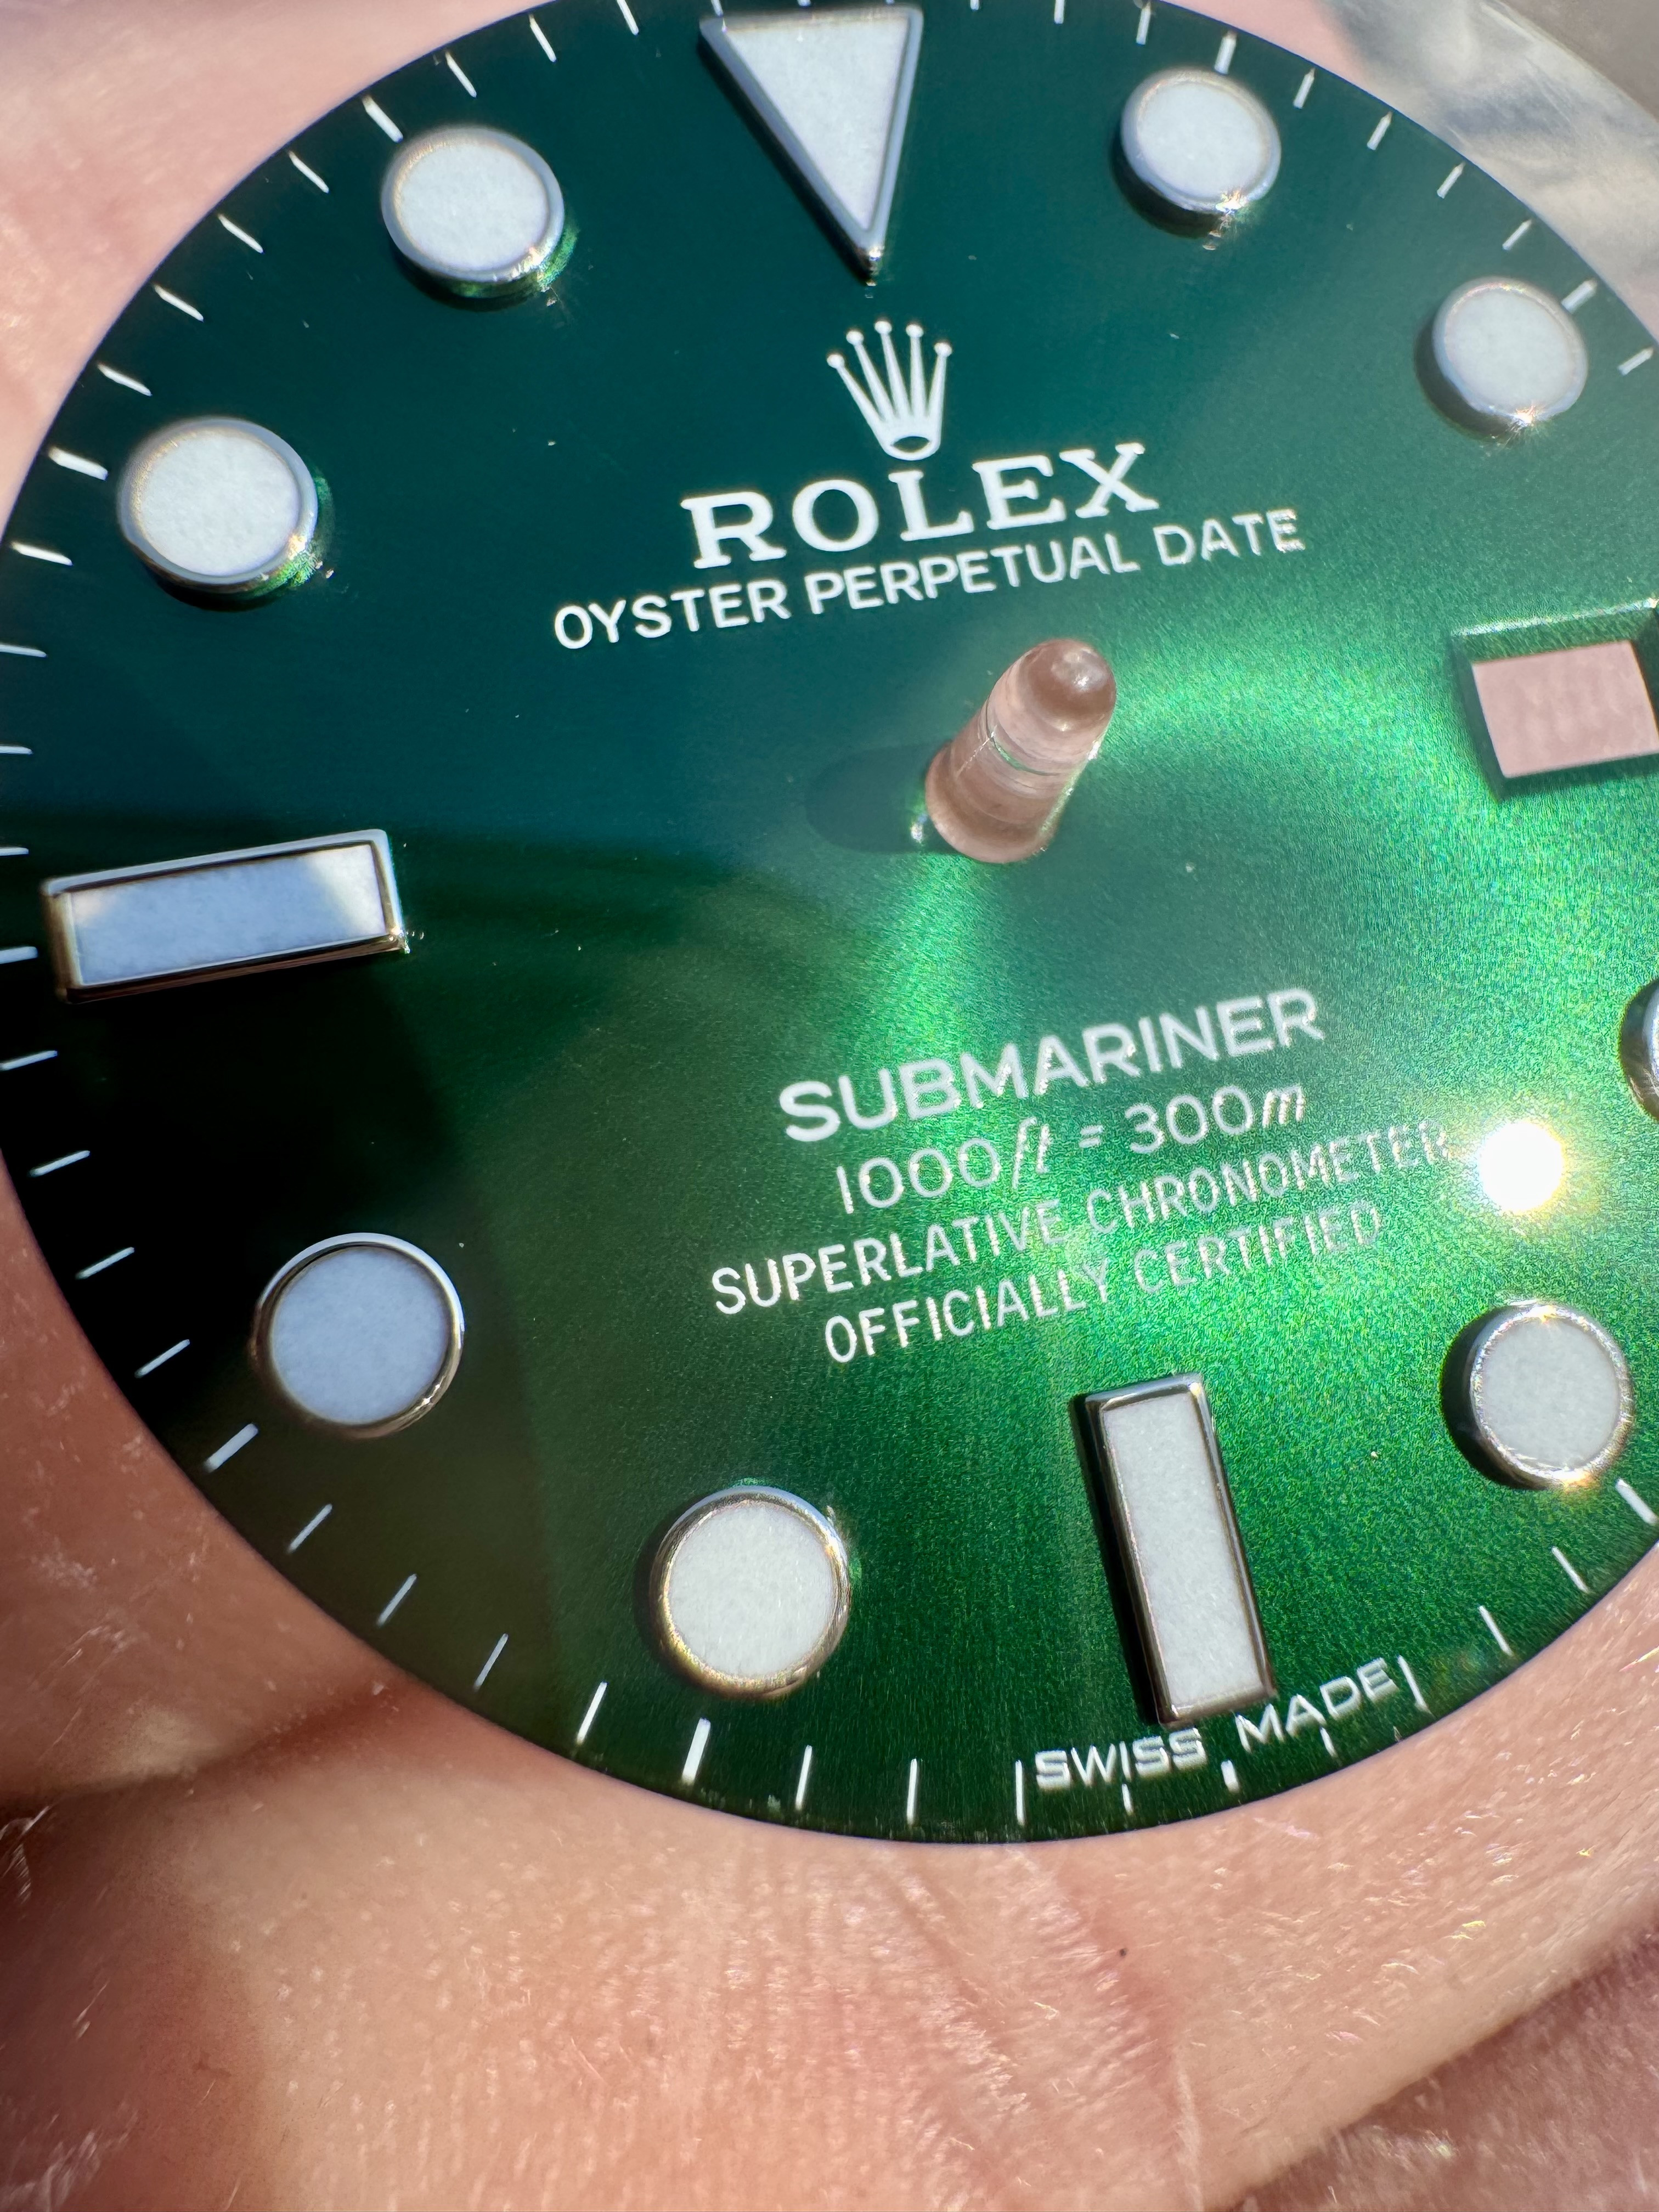 ROLEX
OYSTER PERPETUAL DATE
SUBMARINER
1000ft = 300m
SUPERLATIVE CHRONOMETER
OFFICIALLY CERTIFIED
SWISS MADE